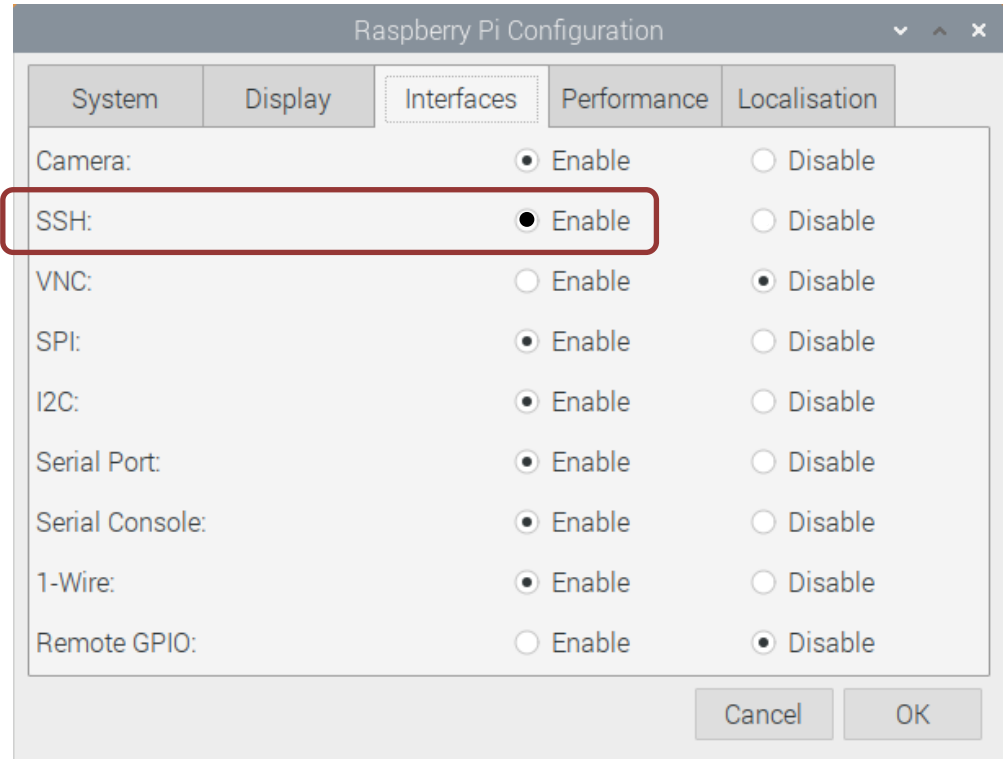 Raspberry Pi Configuration
System Display Interfaces Performance Localisation
Camera: Enable Disable
SSH: Enable Disable
VNC: Enable Disable
SPI: Enable Disable
I2C: Enable Disable
Serial Port: Enable Disable
Serial Console: Enable Disable
1-Wire: Enable Disable
Remote GPIO: Enable Disable
Cancel OK